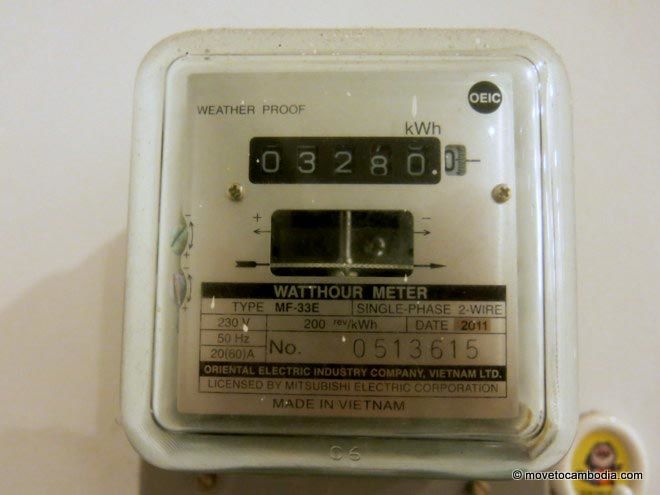 OEIC
WEATHER PROOF
kWh
03280 0
+ −
WATTHOUR METER
TYPE MF-33E SINGLE-PHASE 2-WIRE
230 V 200 rev/kWh DATE 2011
50 Hz
20(60)A No. 0513615
ORIENTAL ELECTRIC INDUSTRY COMPANY, VIETNAM LTD.
LICENSED BY MITSUBISHI ELECTRIC CORPORATION
MADE IN VIETNAM
C6
© movetocambodia.com